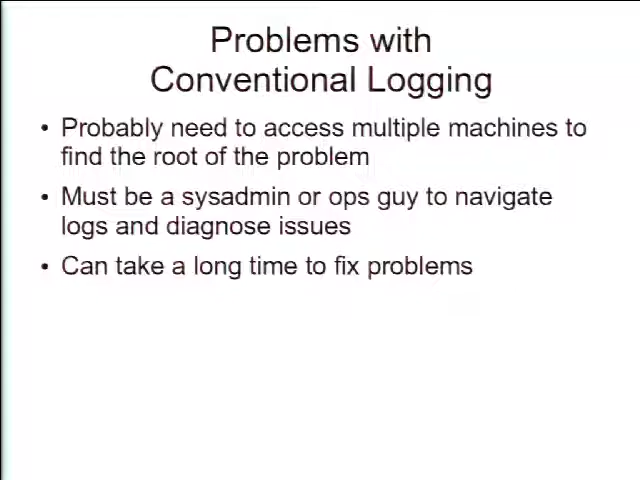 Problems with
Conventional Logging
• Probably need to access multiple machines to
find the root of the problem
• Must be a sysadmin or ops guy to navigate
logs and diagnose issues
• Can take a long time to fix problems